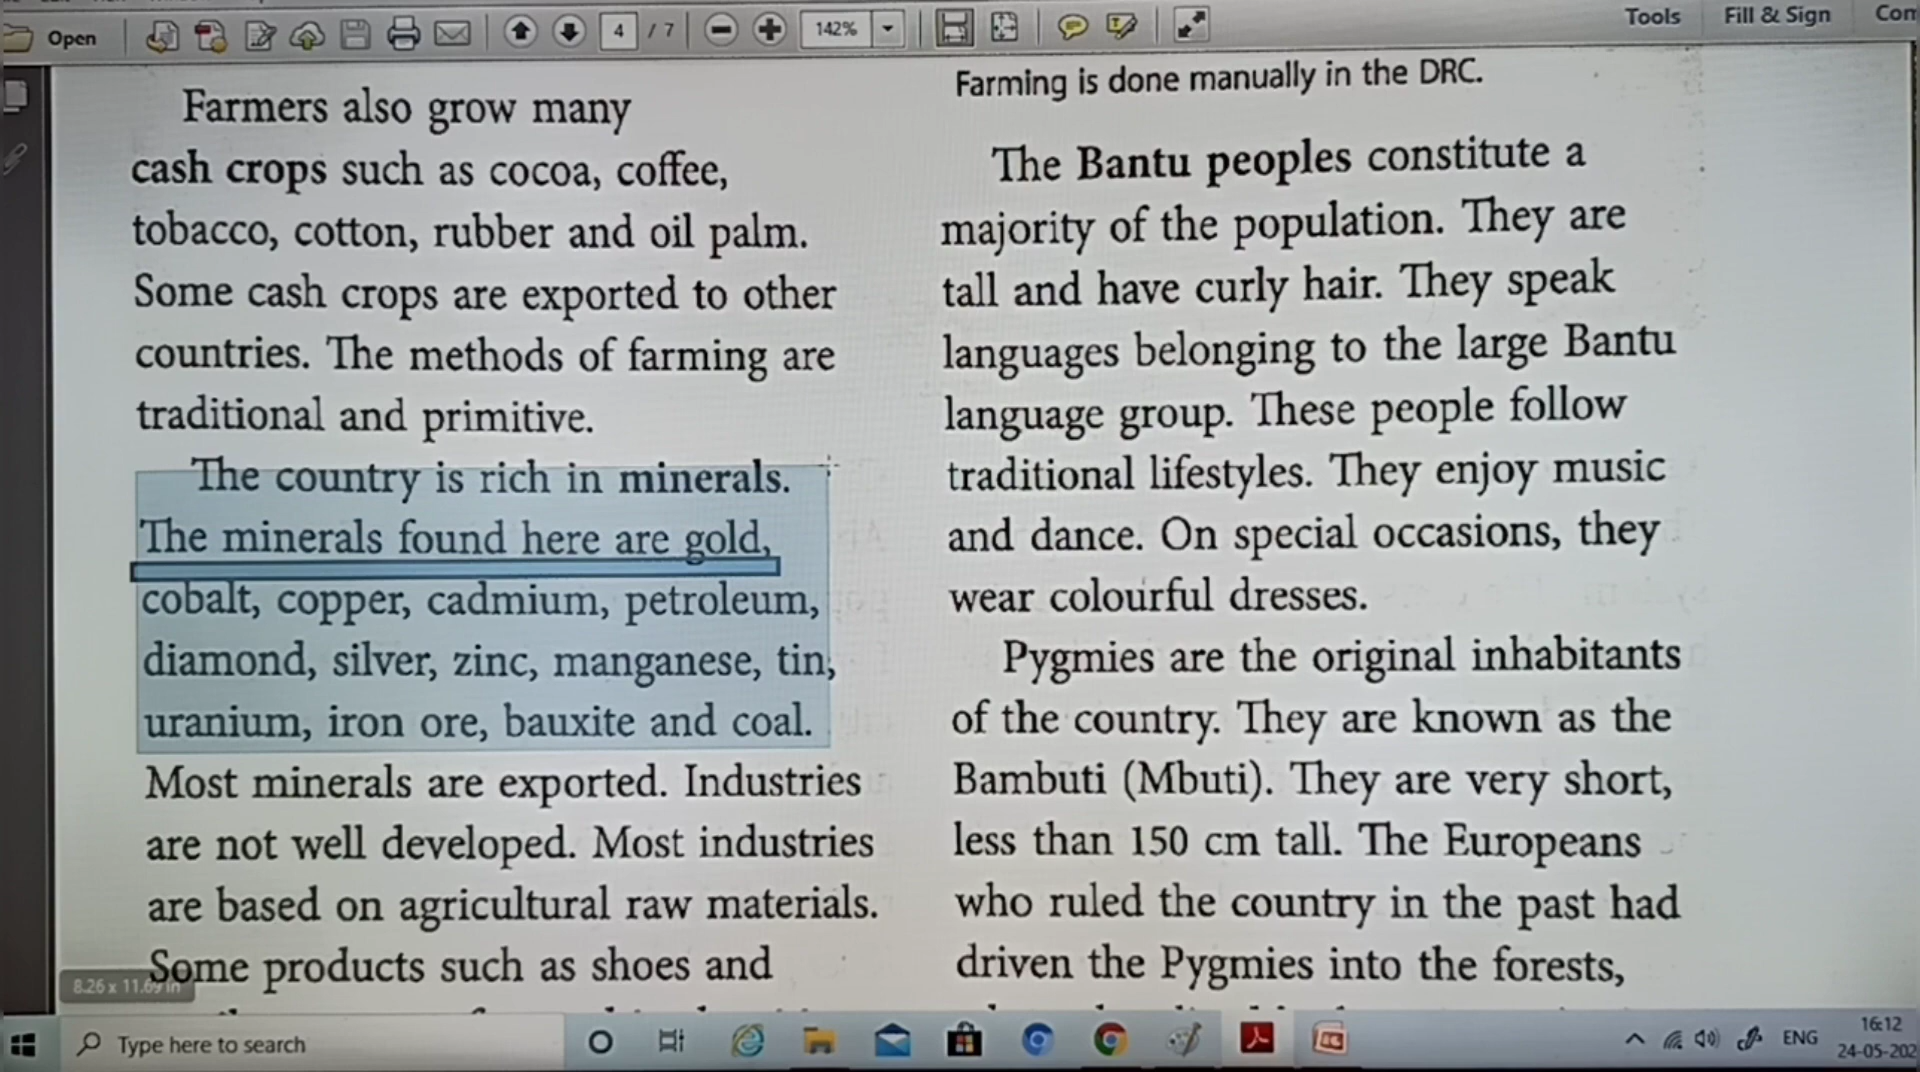 Open
4 / 7
142%
Tools
Fill & Sign
Com
Farmers also grow many
cash crops such as cocoa, coffee,
tobacco, cotton, rubber and oil palm.
Some cash crops are exported to other
countries. The methods of farming are
traditional and primitive.
The country is rich in minerals.
The minerals found here are gold,
cobalt, copper, cadmium, petroleum,
diamond, silver, zinc, manganese, tin,
uranium, iron ore, bauxite and coal.
Most minerals are exported. Industries
are not well developed. Most industries
are based on agricultural raw materials.
Some products such as shoes and
8.26 x 11.69 in
Farming is done manually in the DRC.
The Bantu peoples constitute a
majority of the population. They are
tall and have curly hair. They speak
languages belonging to the large Bantu
language group. These people follow
traditional lifestyles. They enjoy music
and dance. On special occasions, they
wear colourful dresses.
Pygmies are the original inhabitants
of the country. They are known as the
Bambuti (Mbuti). They are very short,
less than 150 cm tall. The Europeans
who ruled the country in the past had
driven the Pygmies into the forests,
Type here to search
ENG
16:12
24-05-202